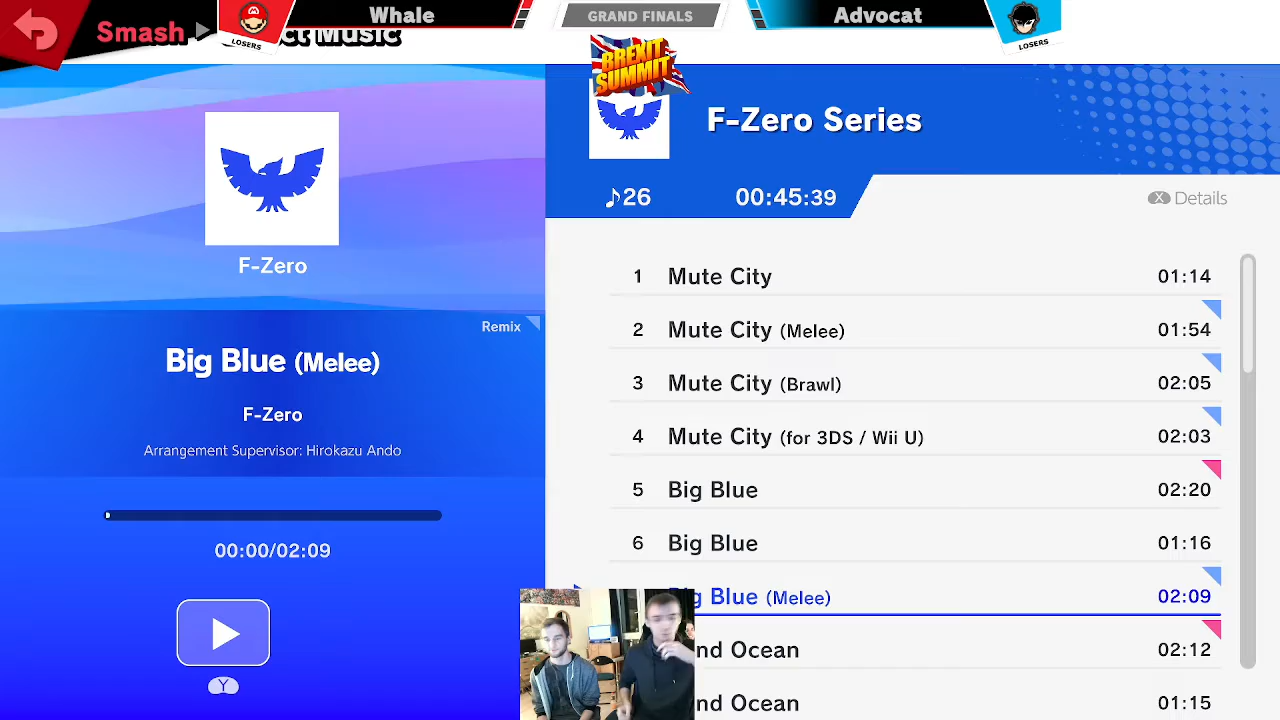 Whale
GRAND FINALS
Advocat
LOSERS
LOSERS
Smash
ct Music
BREXIT
SUMMIT
F-Zero Series
♪26
00:45:39
Details
F-Zero
Remix
Big Blue (Melee)
F-Zero
Arrangement Supervisor: Hirokazu Ando
00:00/02:09
Y
1 Mute City 01:14
2 Mute City (Melee) 01:54
3 Mute City (Brawl) 02:05
4 Mute City (for 3DS / Wii U) 02:03
5 Big Blue 02:20
6 Big Blue 01:16
g Blue (Melee) 02:09
nd Ocean 02:12
nd Ocean 01:15